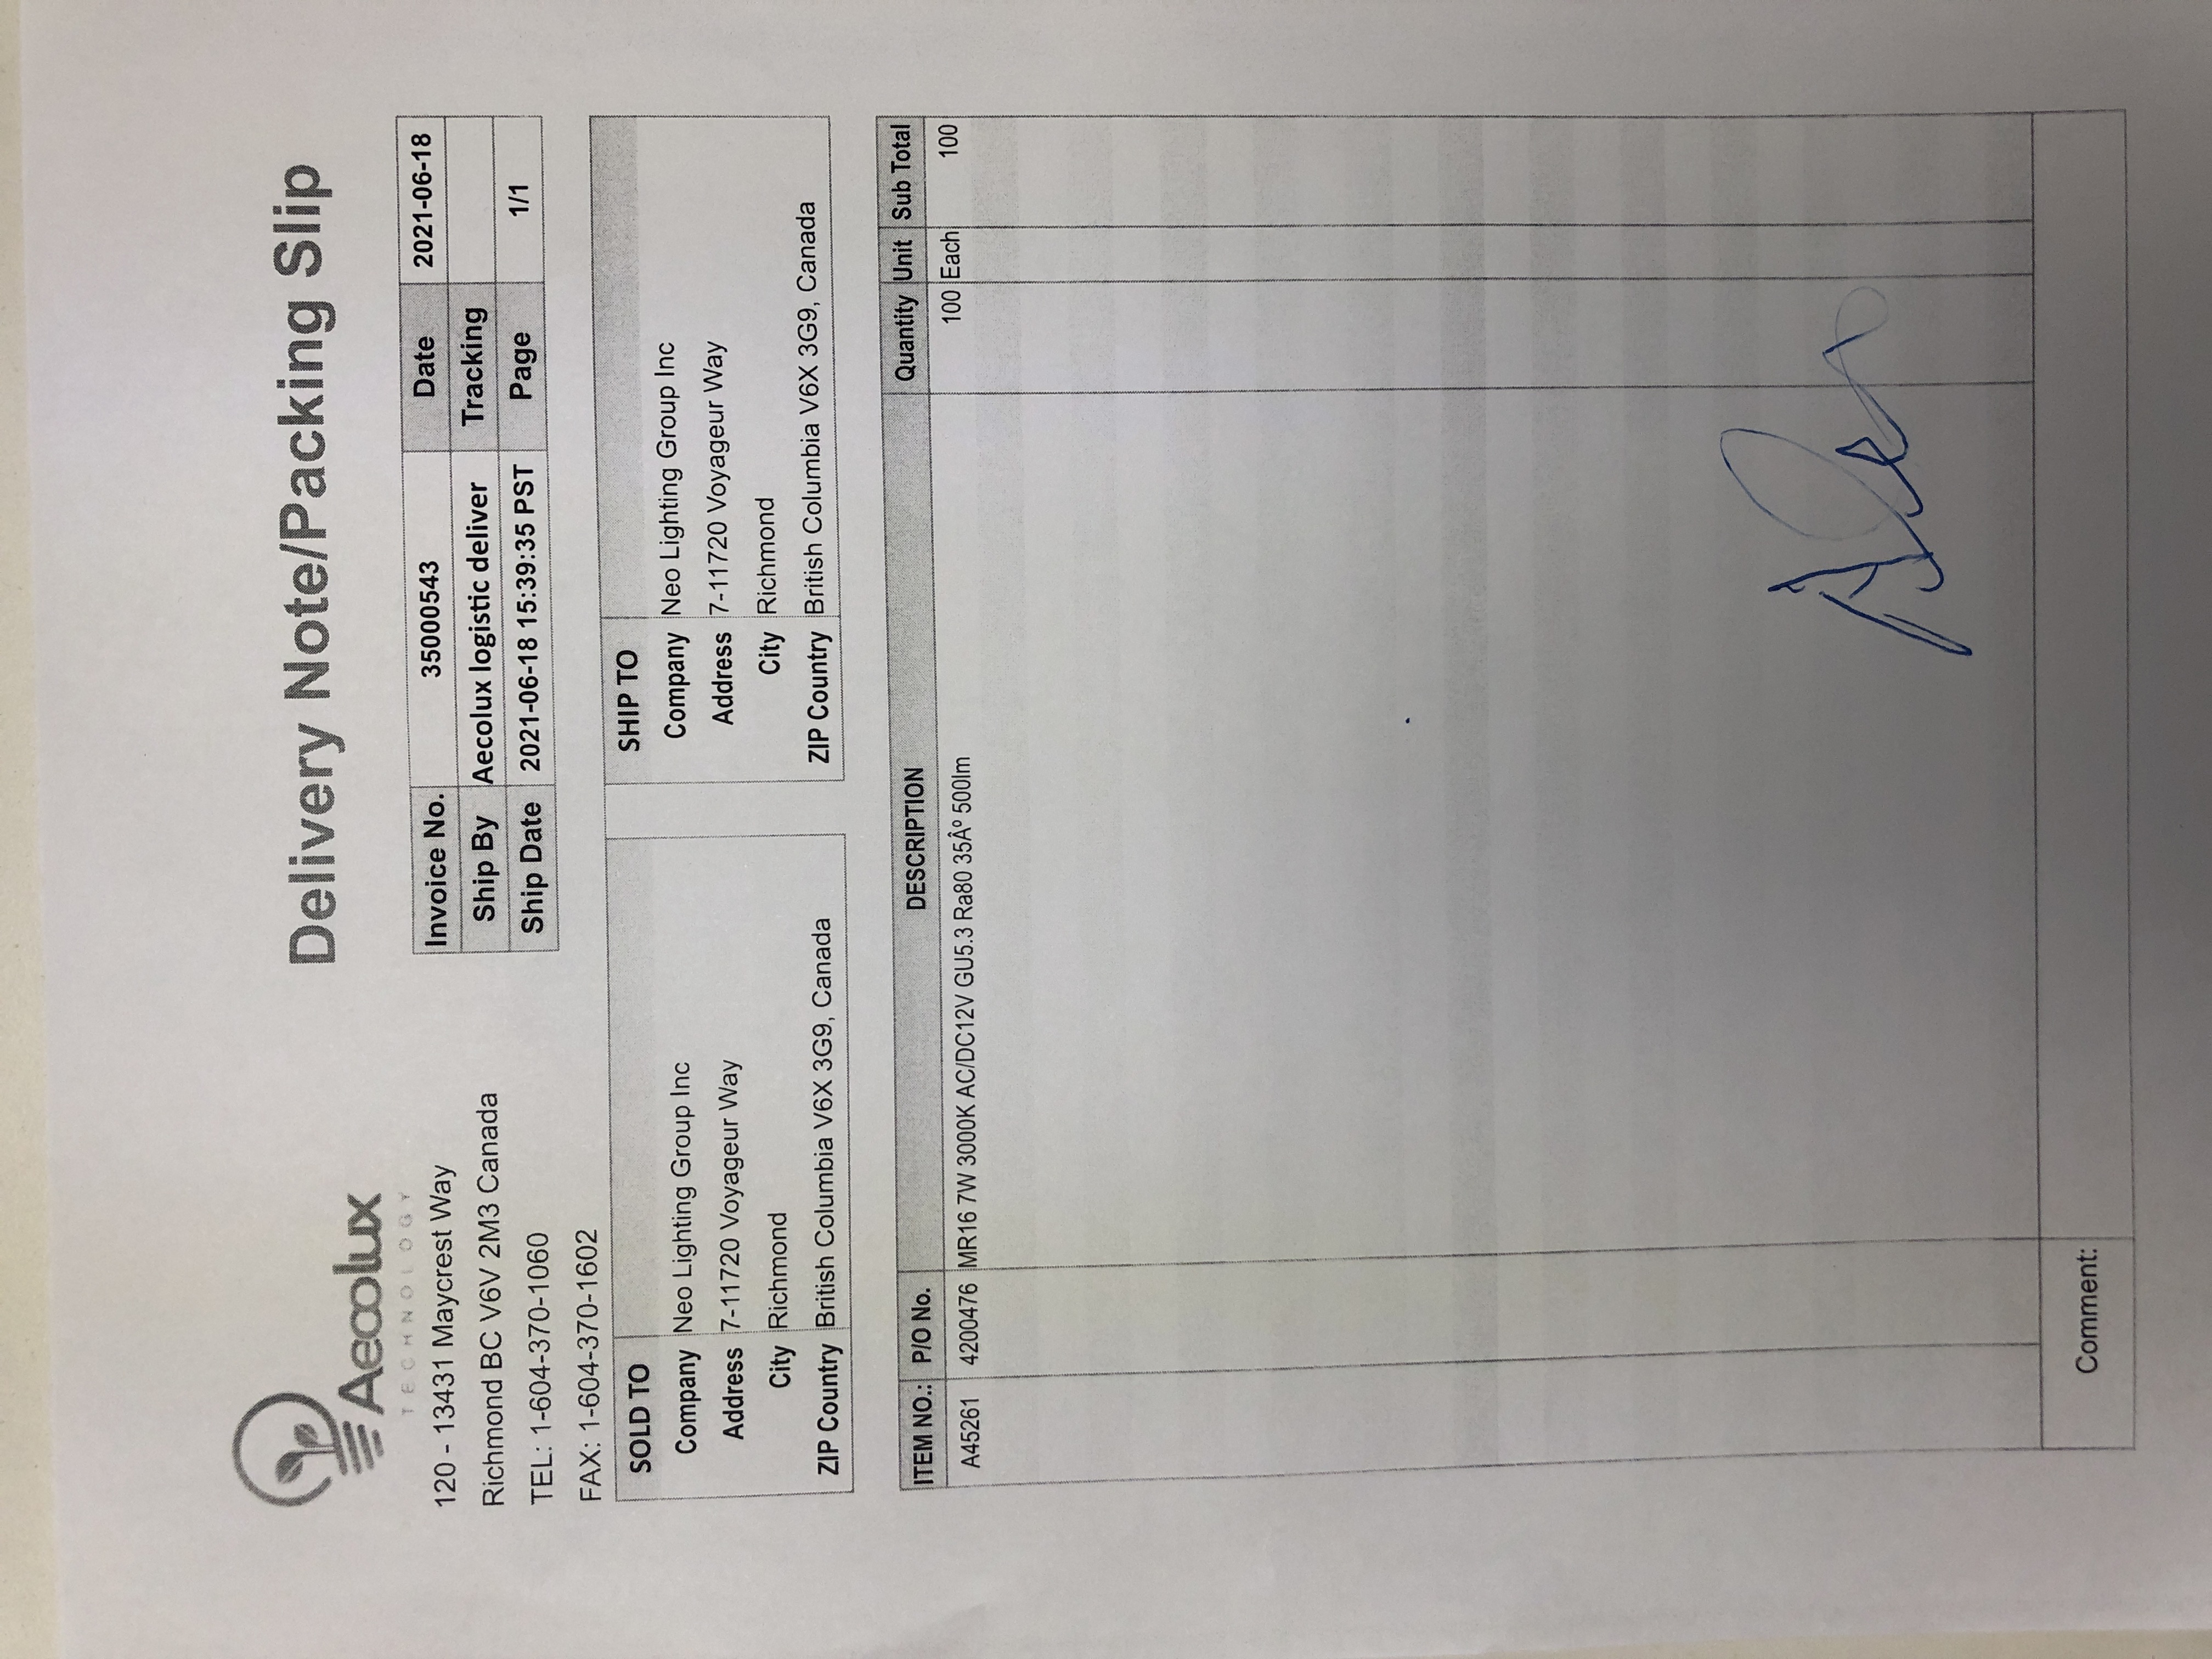 Aecolux
TECHNOLOGY
Delivery Note/Packing Slip
120 - 13431 Maycrest Way
Richmond BC V6V 2M3 Canada
TEL: 1-604-370-1060
FAX: 1-604-370-1602
Invoice No. 35000543 Date 2021-06-18
Ship By Aecolux logistic deliver Tracking
Ship Date 2021-06-18 15:39:35 PST Page 1/1
SOLD TO
Company Neo Lighting Group Inc
Address 7-11720 Voyageur Way
City Richmond
ZIP Country British Columbia V6X 3G9, Canada
SHIP TO
Company Neo Lighting Group Inc
Address 7-11720 Voyageur Way
City Richmond
ZIP Country British Columbia V6X 3G9, Canada
ITEM NO.: P/O No. DESCRIPTION Quantity Unit Sub Total
A45261 4200476 MR16 7W 3000K AC/DC12V GU5.3 Ra80 35Âº 500lm 100 Each 100
Comment: